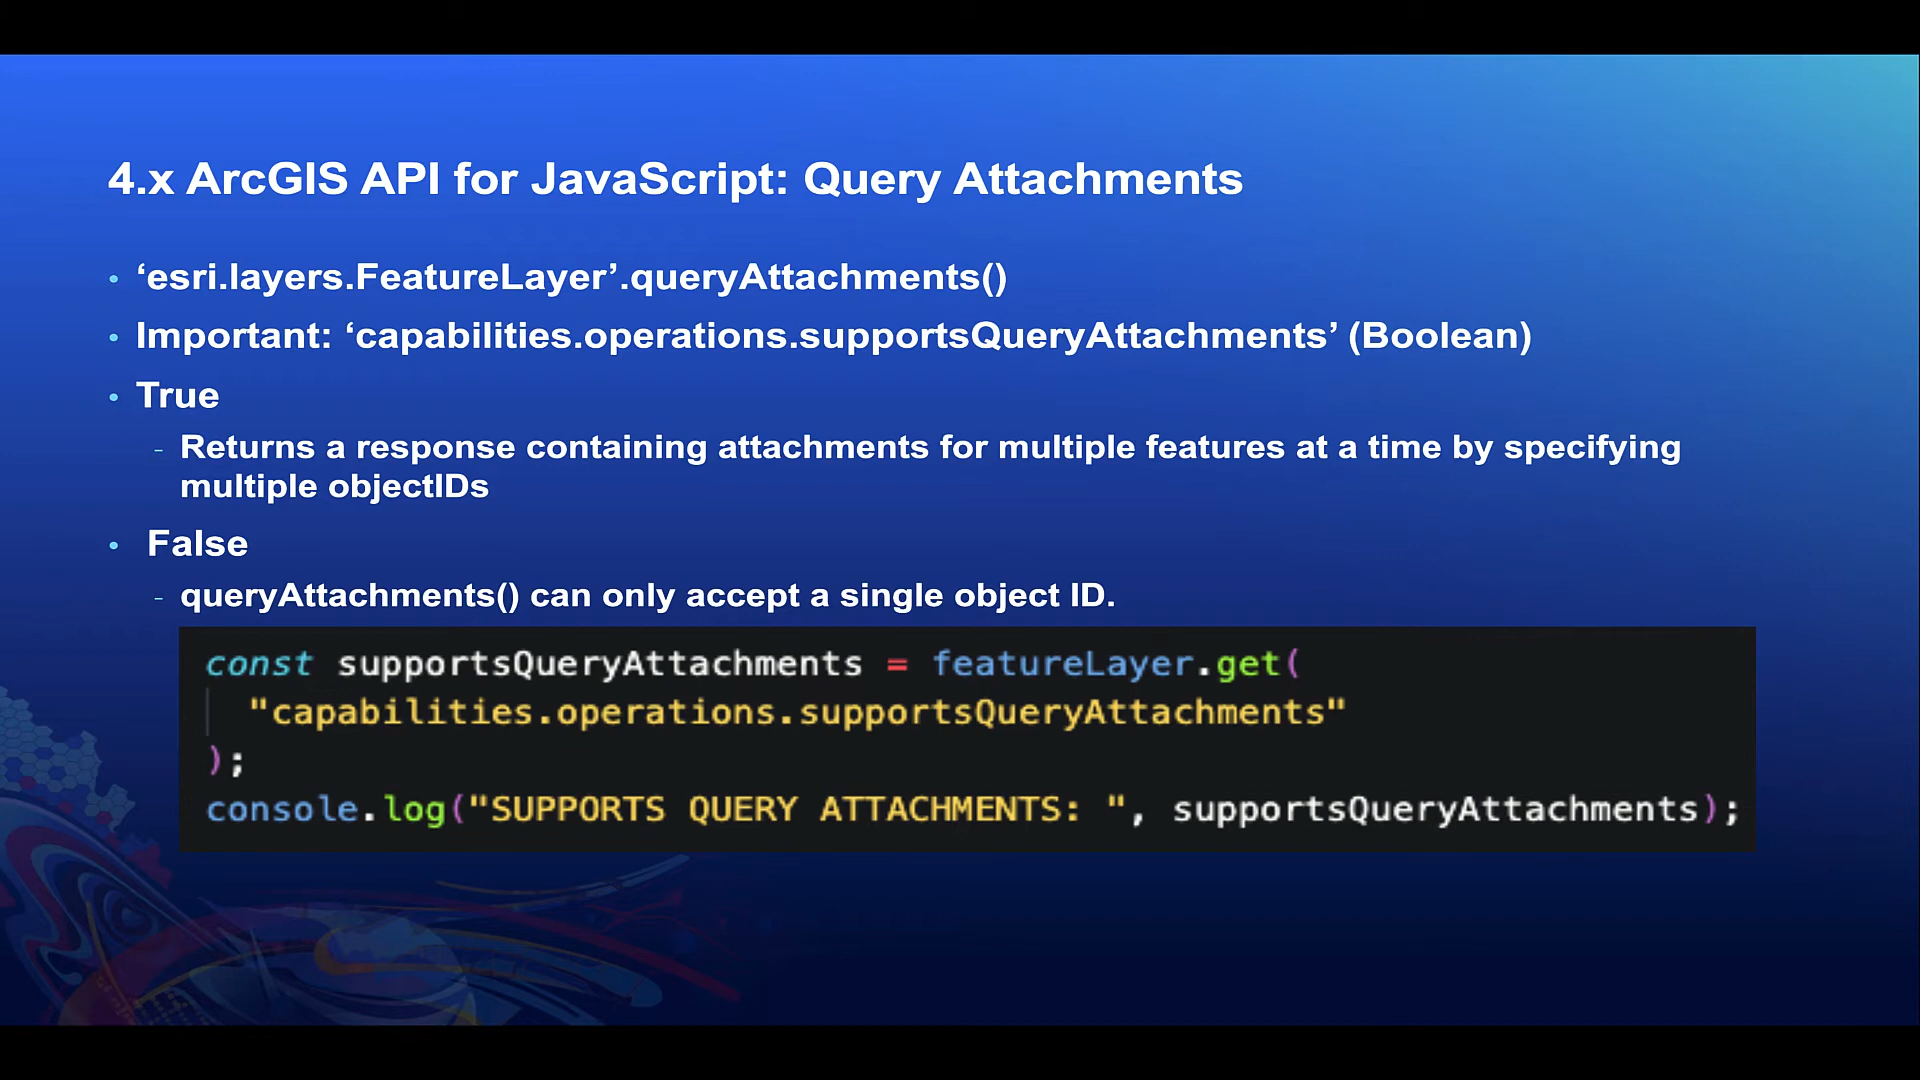 4.x ArcGIS API for JavaScript: Query Attachments
• ‘esri.layers.FeatureLayer’.queryAttachments()
• Important: ‘capabilities.operations.supportsQueryAttachments’ (Boolean)
• True
- Returns a response containing attachments for multiple features at a time by specifying
multiple objectIDs
• False
- queryAttachments() can only accept a single object ID.
const supportsQueryAttachments = featureLayer.get(
"capabilities.operations.supportsQueryAttachments"
);
console.log("SUPPORTS QUERY ATTACHMENTS: ", supportsQueryAttachments);